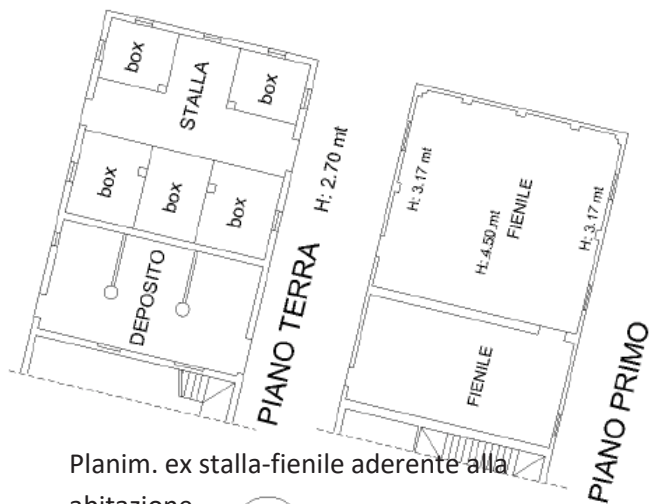 box
STALLA
box
box
box
box
DEPOSITO
H: 2.70 mt
PIANO TERRA
H: 3.17 mt
H: 4.50 mt
FIENILE
H: 3.17 mt
FIENILE
PIANO PRIMO
Planim. ex stalla-fienile aderente alla
abitazione